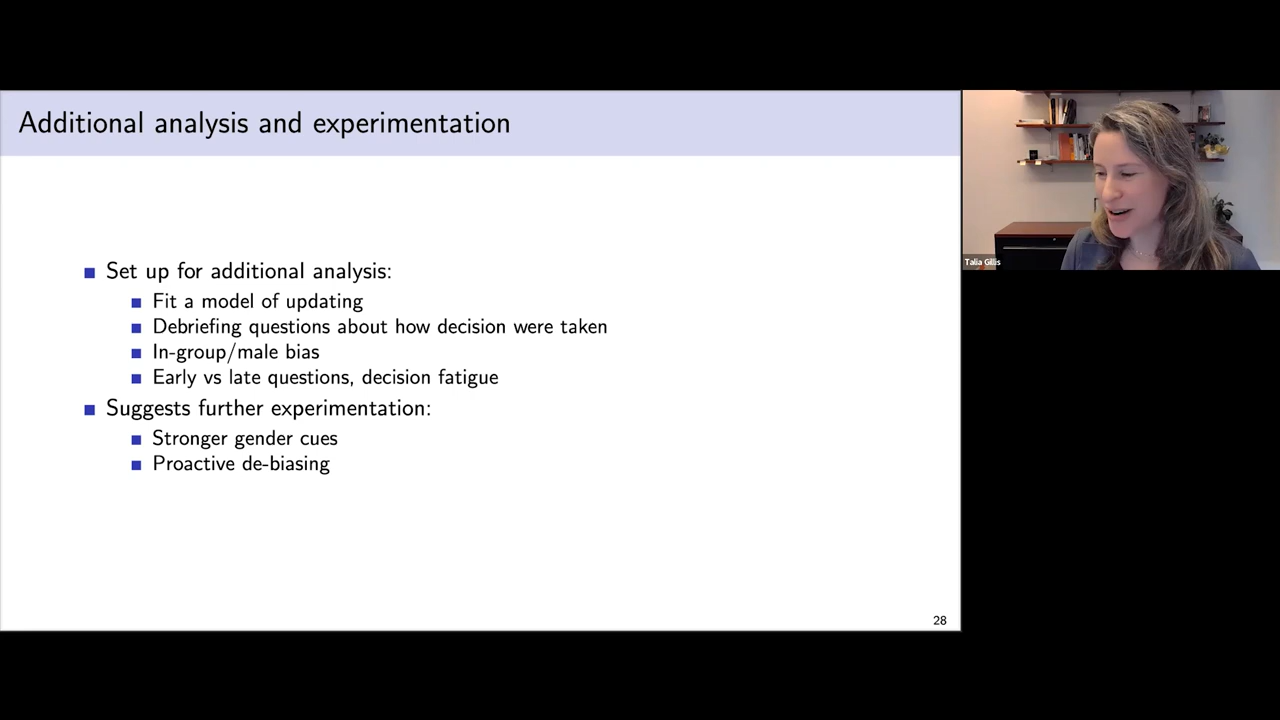 Additional analysis and experimentation
Set up for additional analysis:
Fit a model of updating
Debriefing questions about how decision were taken
In-group/male bias
Early vs late questions, decision fatigue
Suggests further experimentation:
Stronger gender cues
Proactive de-biasing
28
Talia Gillis